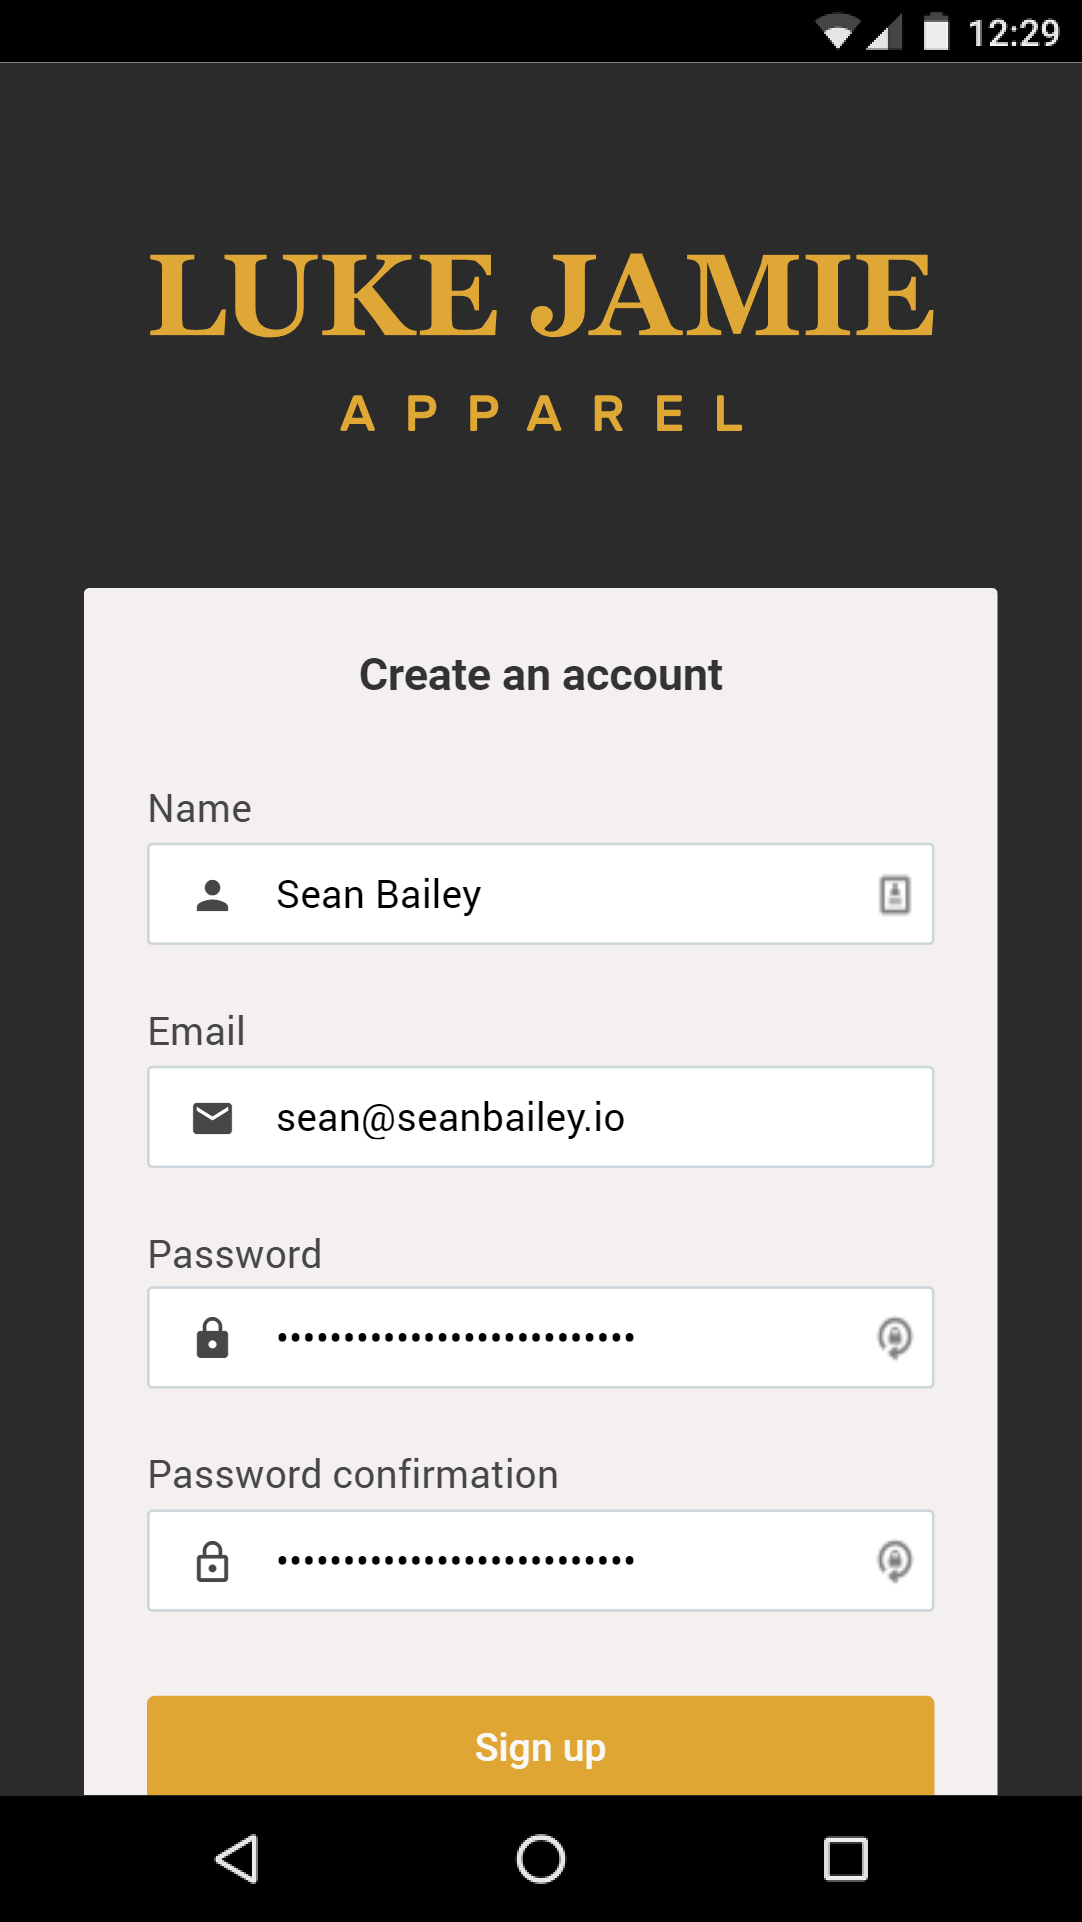 12:29
LUKE JAMIE
APPAREL
Create an account
Name
Sean Bailey
Email
sean@seanbailey.io
Password
•••••••••••••••••••••••••••
Password confirmation
•••••••••••••••••••••••••••
Sign up